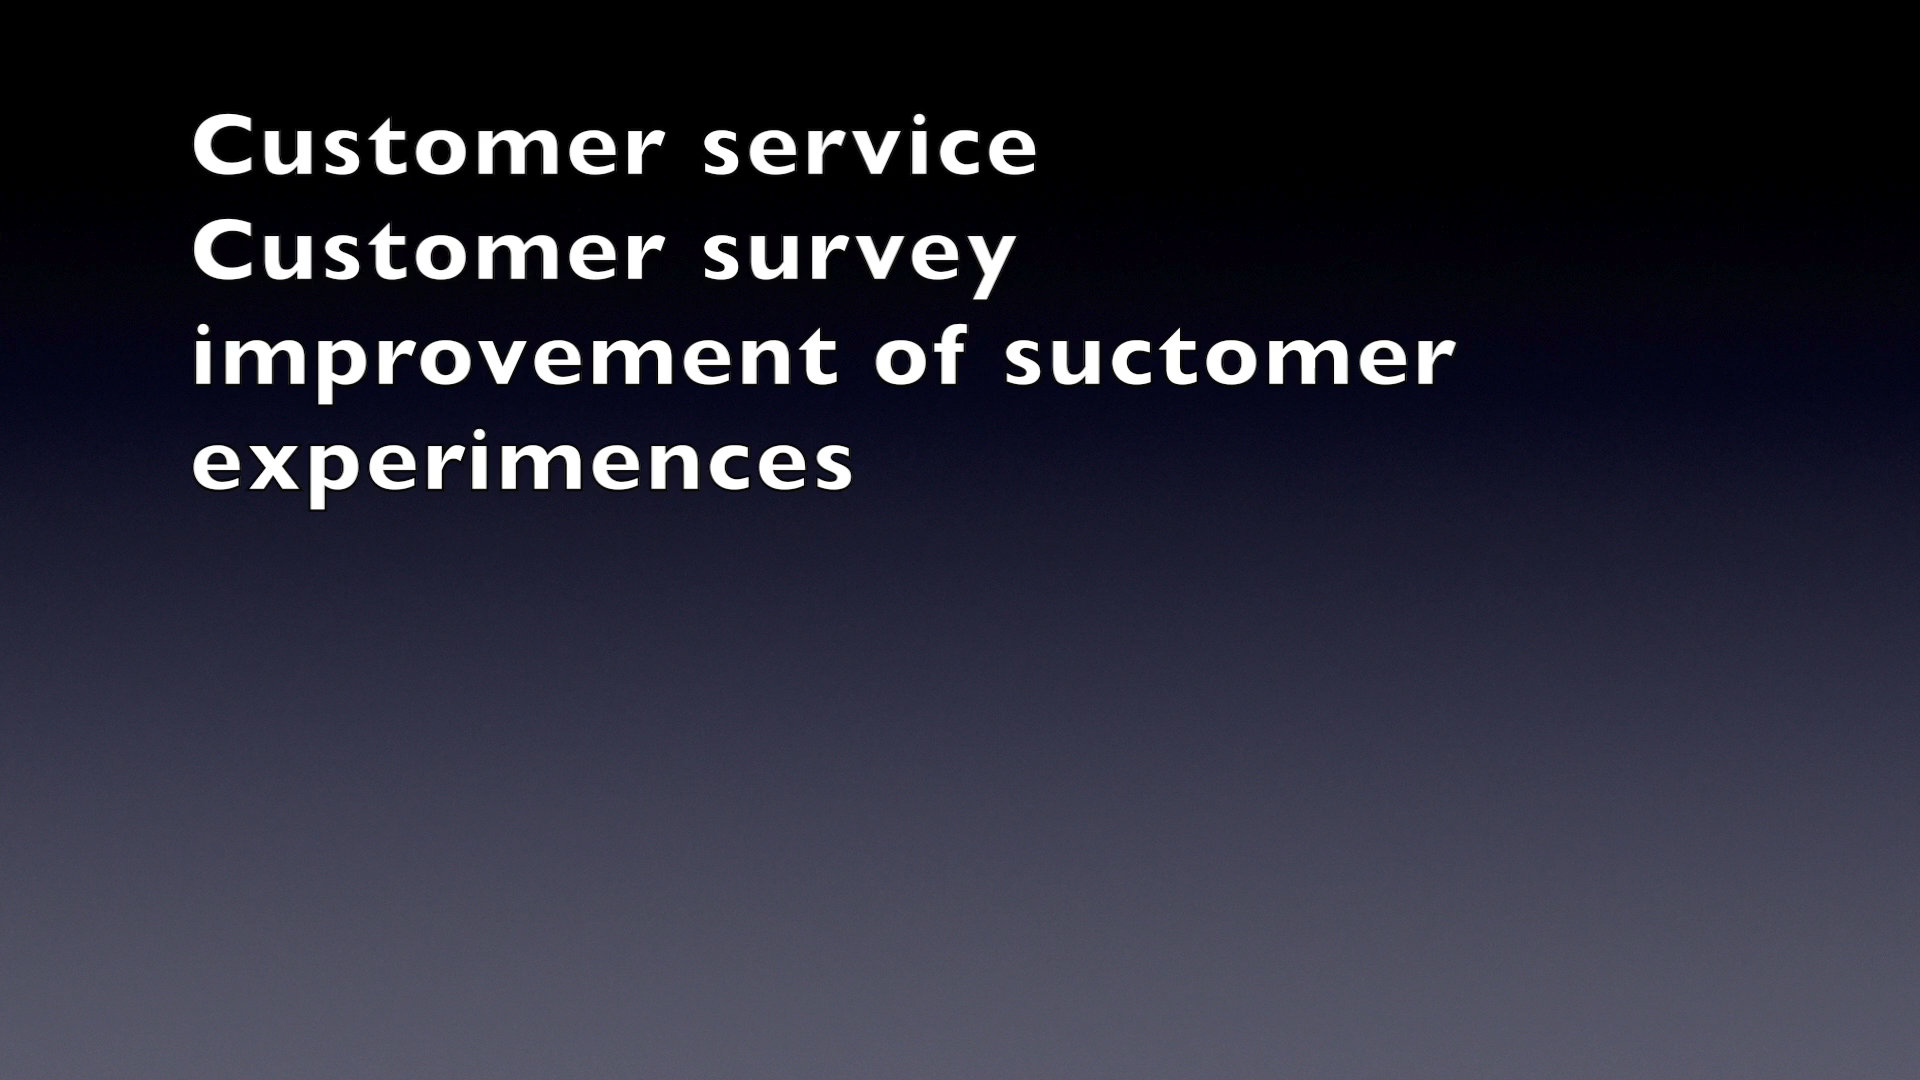 Customer service
Customer survey
improvement of suctomer
experimences